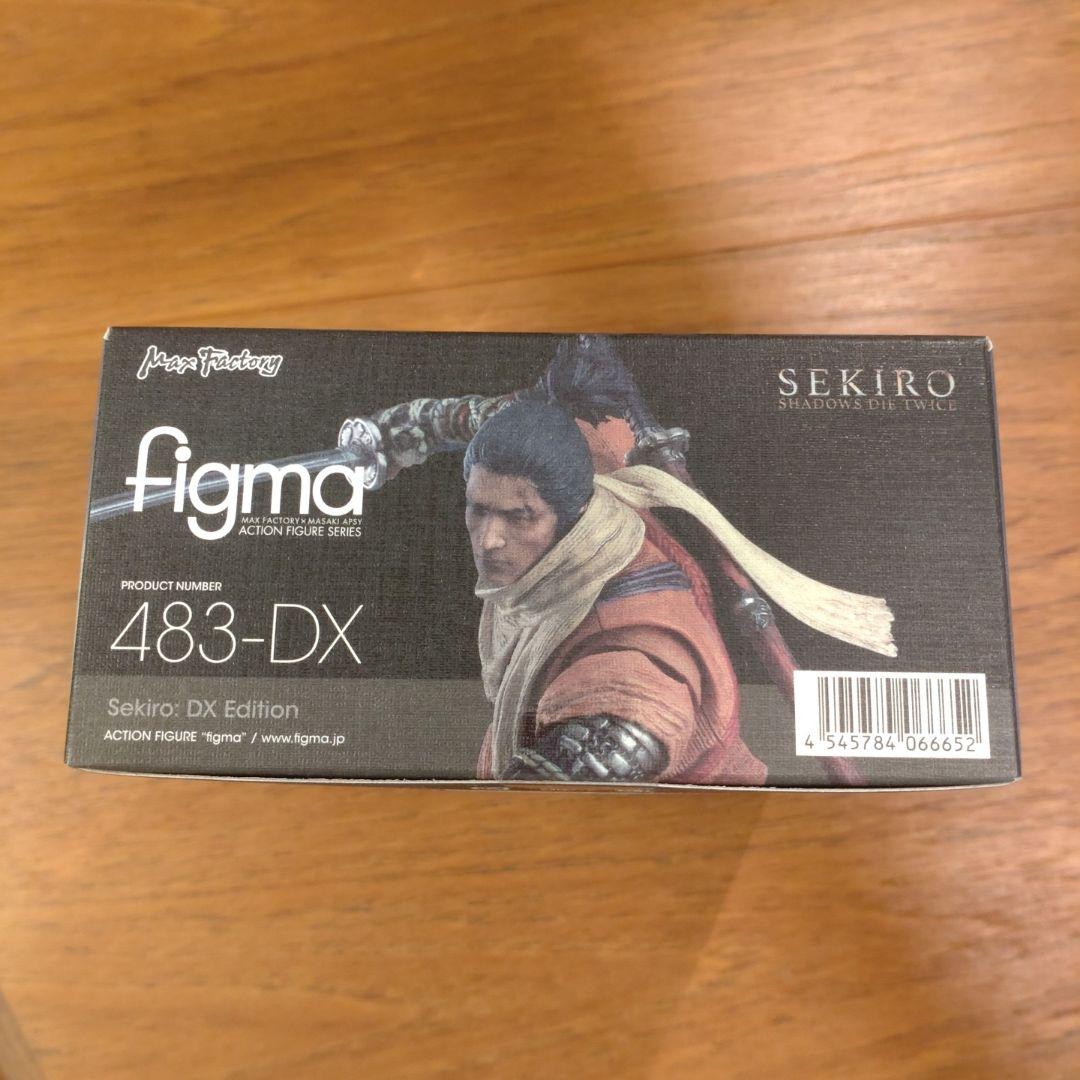 Max Factory
SEKIRO
SHADOWS DIE TWICE
figma
MAX FACTORY × MASAKI APSY
ACTION FIGURE SERIES
PRODUCT NUMBER
483-DX
Sekiro: DX Edition
ACTION FIGURE "figma" / www.figma.jp
4 545784 066652